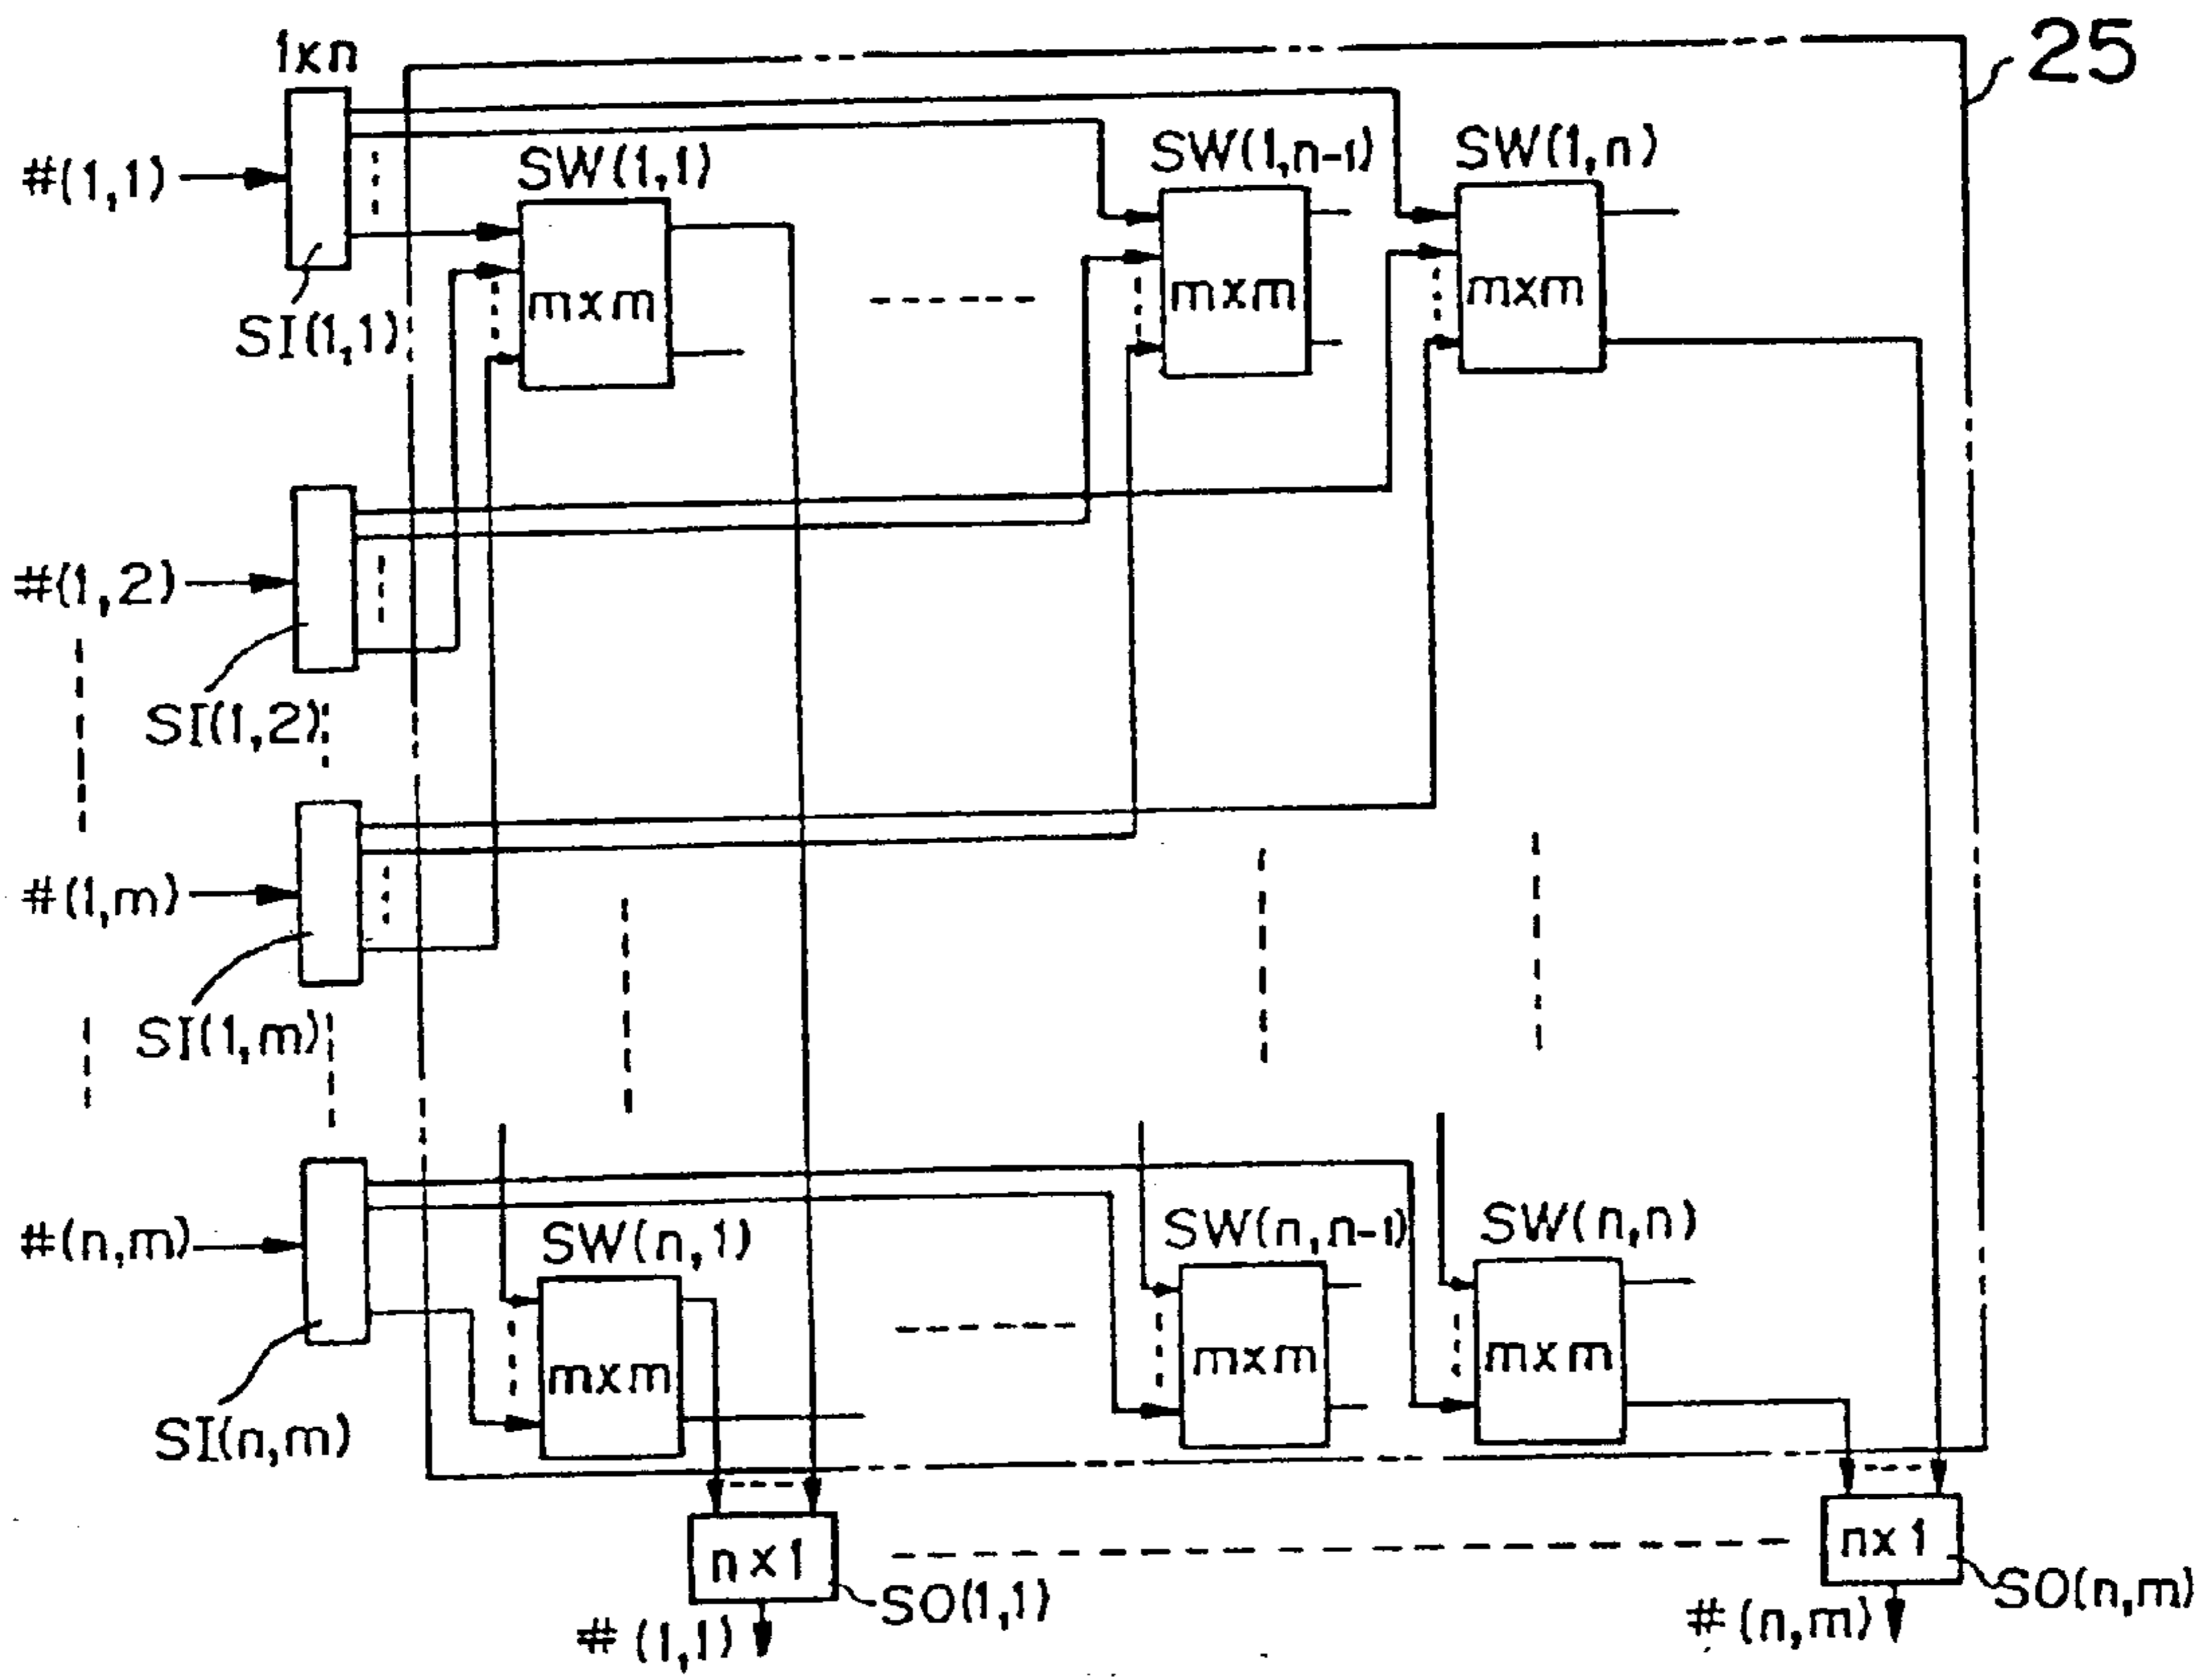 1xn
25
#(1,1)
SW(1,1)
SW(1,n-1)
SW(1,n)
mxm
mxm
mxm
SI(1,1)
#(1,2)
SI(1,2)
#(1,m)
SI(1,m)
#(n,m)
SW(n,1)
SW(n,n-1)
SW(n,n)
mxm
mxm
mxm
SI(n,m)
nx1
SO(1,1)
#(1,1)
nx1
SO(n,m)
#(n,m)